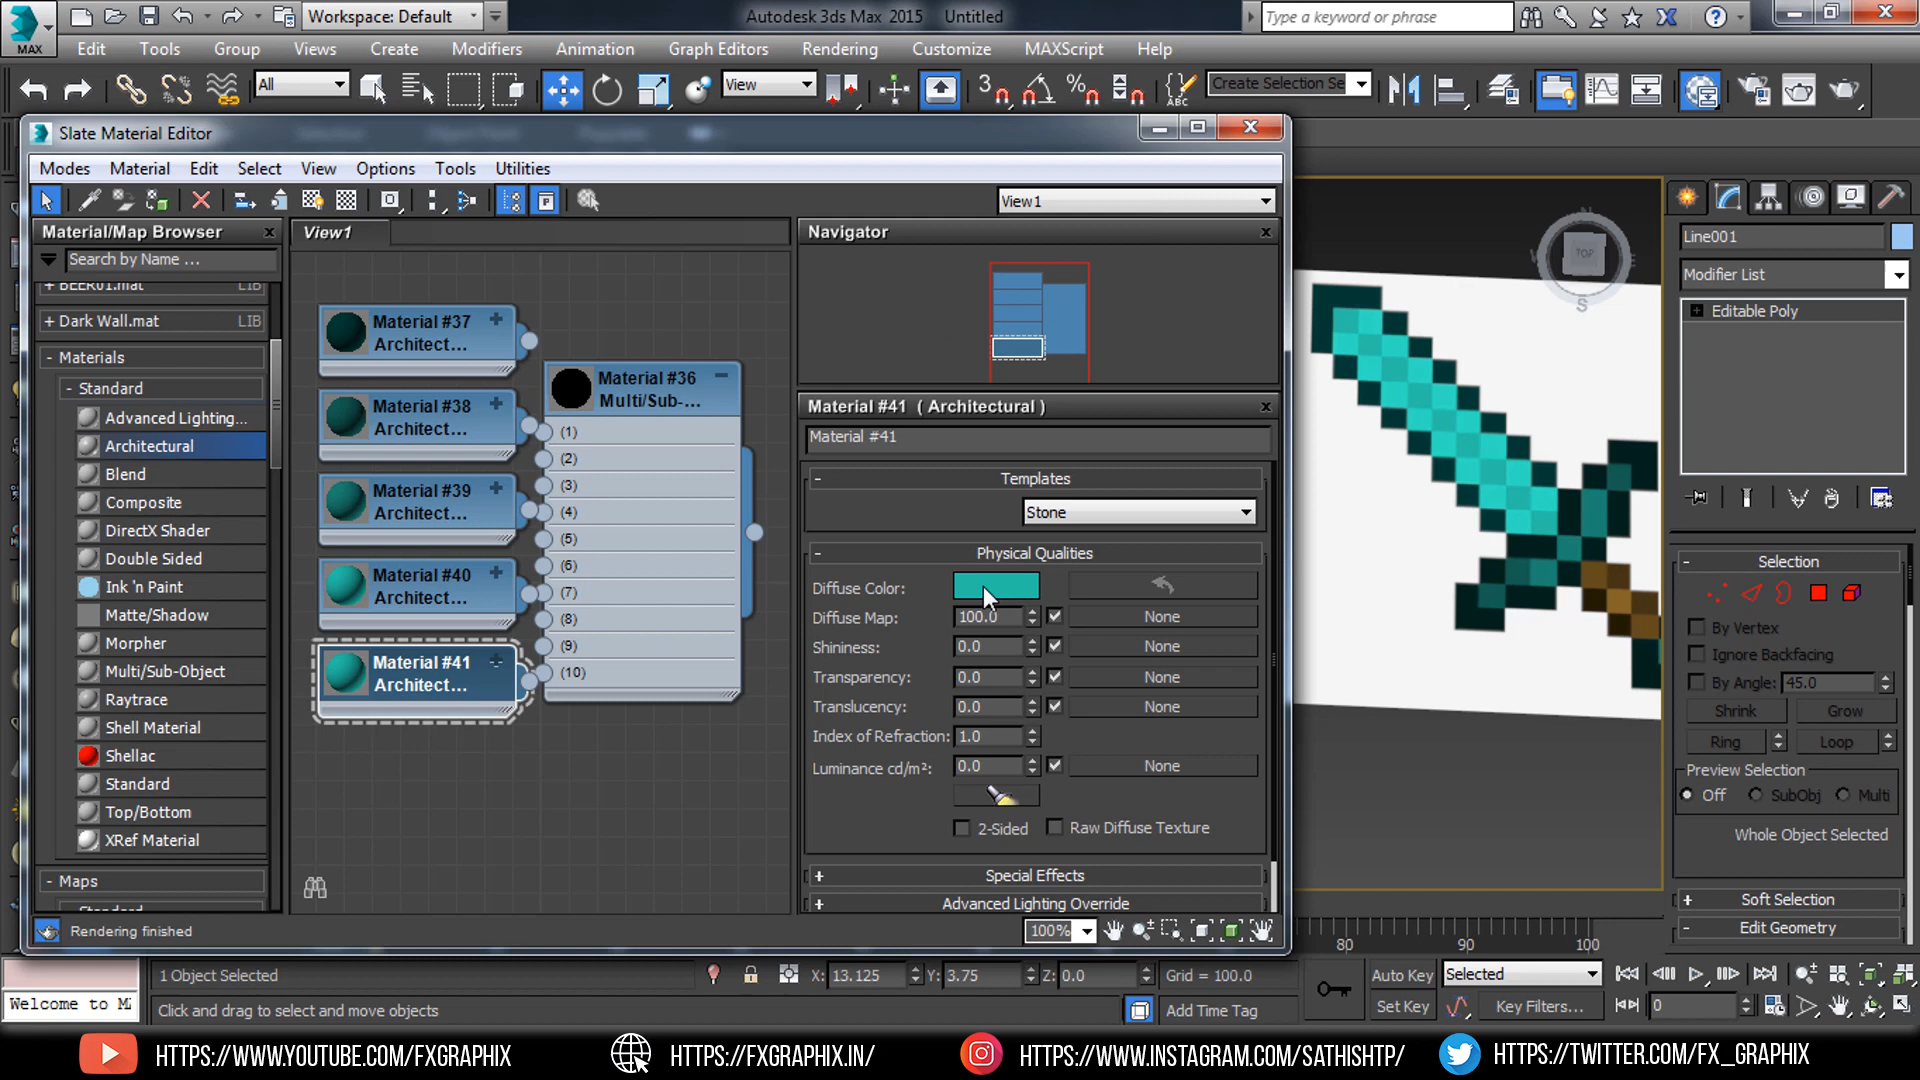 MAX
Workspace: Default
Autodesk 3ds Max 2015 Untitled
Type a keyword or phrase
Edit Tools Group Views Create Modifiers Animation Graph Editors Rendering Customize MAXScript Help
All
View
3
ABC
Create Selection Se
Slate Material Editor
Modes Material Edit Select View Options Tools Utilities
View1
Material/Map Browser
Search by Name ...
BEER01.mat LIB
+ Dark Wall.mat LIB
- Materials
- Standard
Advanced Lighting...
Architectural
Blend
Composite
DirectX Shader
Double Sided
Ink 'n Paint
Matte/Shadow
Morpher
Multi/Sub-Object
Raytrace
Shell Material
Shellac
Standard
Top/Bottom
XRef Material
- Maps
View1
Material #37
Architect...
Material #38
Architect...
Material #39
Architect...
Material #40
Architect...
Material #41
Architect...
Material #36
Multi/Sub-...
(1)
(2)
(3)
(4)
(5)
(6)
(7)
(8)
(9)
(10)
Navigator
Material #41 ( Architectural )
Material #41
- Templates
Stone
- Physical Qualities
Diffuse Color:
Diffuse Map: 100.0 None
Shininess: 0.0 None
Transparency: 0.0 None
Translucency: 0.0 None
Index of Refraction: 1.0
Luminance cd/m²: 0.0 None
2-Sided Raw Diffuse Texture
+ Special Effects
+ Advanced Lighting Override
Rendering finished
100%
TOP
S
Line001
Modifier List
Editable Poly
- Selection
By Vertex
Ignore Backfacing
By Angle: 45.0
Shrink Grow
Ring Loop
Preview Selection
Off SubObj Multi
Whole Object Selected
+ Soft Selection
- Edit Geometry
80 90 100
1 Object Selected
X: 13.125 Y: 3.75 Z: 0.0 Grid = 100.0
Auto Key Selected
Welcome to M
Click and drag to select and move objects
Add Time Tag
Set Key Key Filters...
0
HTTPS://WWW.YOUTUBE.COM/FXGRAPHIX HTTPS://FXGRAPHIX.IN/ HTTPS://WWW.INSTAGRAM.COM/SATHISHTP/ HTTPS://TWITTER.COM/FX_GRAPHIX